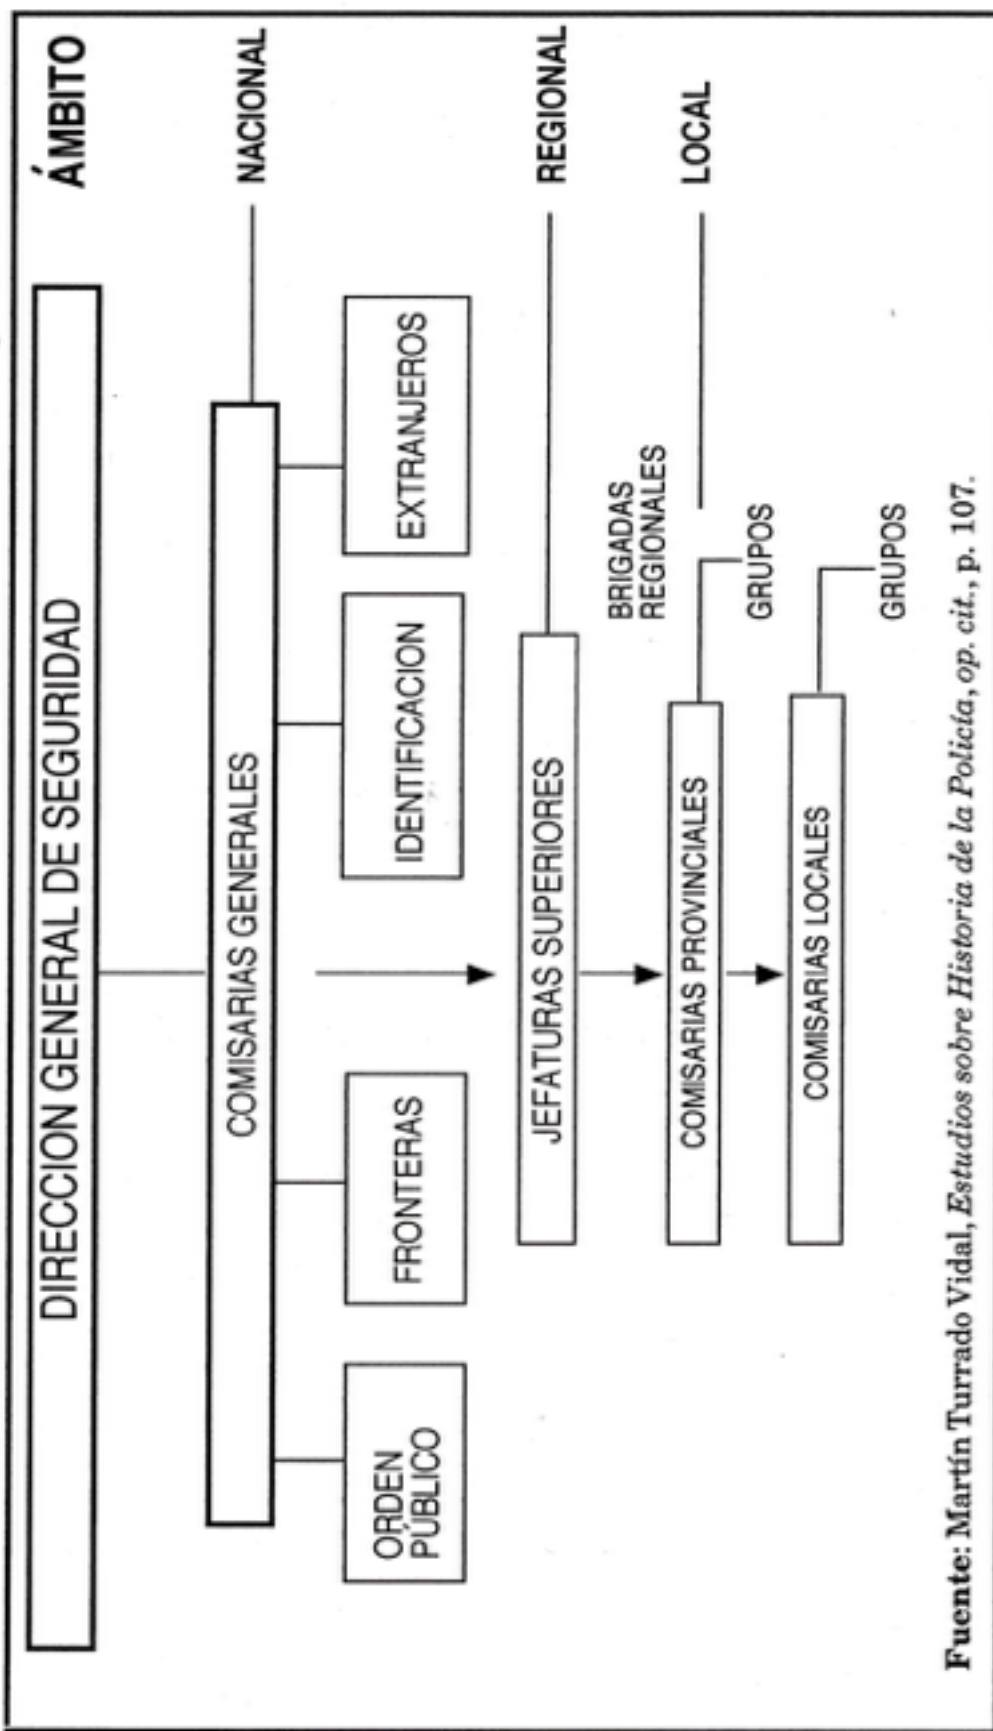 ÁMBITO
DIRECCION GENERAL DE SEGURIDAD
NACIONAL
COMISARIAS GENERALES
ORDEN
PÚBLICO
FRONTERAS
IDENTIFICACION
EXTRANJEROS
REGIONAL
JEFATURAS SUPERIORES
BRIGADAS
REGIONALES
LOCAL
COMISARIAS PROVINCIALES
GRUPOS
COMISARIAS LOCALES
GRUPOS
Fuente: Martín Turrado Vidal, Estudios sobre Historia de la Policía, op. cit., p. 107.